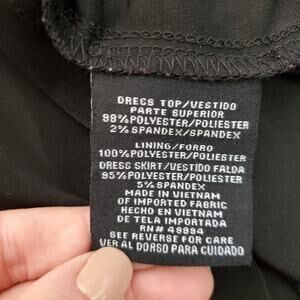 DRESS TOP/VESTIDO
PARTE SUPERIOR
98%POLYESTER/POLIESTER
2%SPANDEX/SPANDEX
LINING/FORRO
100%POLYESTER/POLIESTER
DRESS SKIRT/VESTIDO FALDA
95%POLYESTER/POLIESTER
5%SPANDEX
MADE IN VIETNAM
OF IMPORTED FABRIC
HECHO EN VIETNAM
DE TELA IMPORTADA
RN# 49994
SEE REVERSE FOR CARE
VER AL DORSO PARA CUIDADO